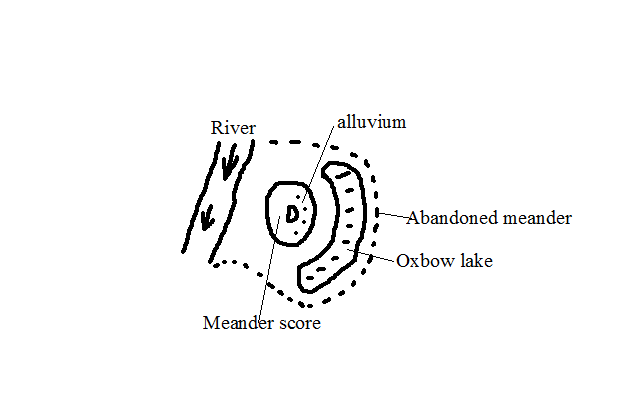 River
alluvium
D
Abandoned meander
Oxbow lake
Meander score